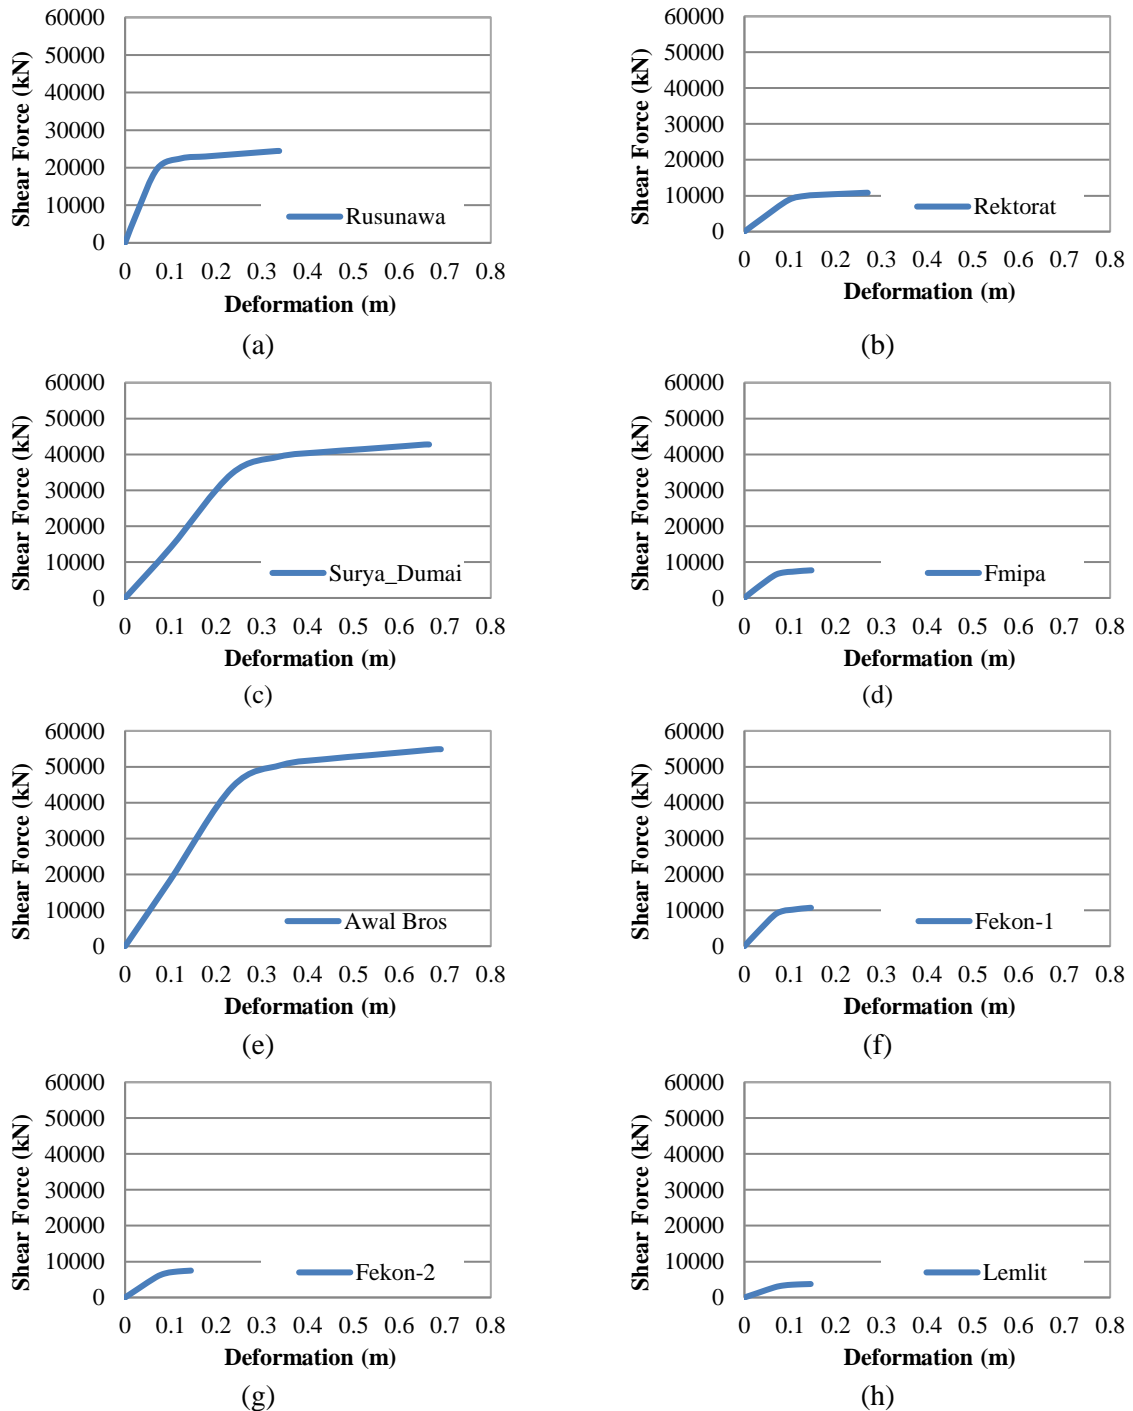 60000
50000
40000
30000
20000
10000
0
Shear Force (kN)
Rusunawa
0 0.1 0.2 0.3 0.4 0.5 0.6 0.7 0.8
Deformation (m)
(a)
60000
50000
40000
30000
20000
10000
0
Shear Force (kN)
Rektorat
0 0.1 0.2 0.3 0.4 0.5 0.6 0.7 0.8
Deformation (m)
(b)
60000
50000
40000
30000
20000
10000
0
Shear Force (kN)
Surya_Dumai
0 0.1 0.2 0.3 0.4 0.5 0.6 0.7 0.8
Deformation (m)
(c)
60000
50000
40000
30000
20000
10000
0
Shear Force (kN)
Fmipa
0 0.1 0.2 0.3 0.4 0.5 0.6 0.7 0.8
Deformation (m)
(d)
60000
50000
40000
30000
20000
10000
0
Shear Force (kN)
Awal Bros
0 0.1 0.2 0.3 0.4 0.5 0.6 0.7 0.8
Deformation (m)
(e)
60000
50000
40000
30000
20000
10000
0
Shear Force (kN)
Fekon-1
0 0.1 0.2 0.3 0.4 0.5 0.6 0.7 0.8
Deformation (m)
(f)
60000
50000
40000
30000
20000
10000
0
Shear Force (kN)
Fekon-2
0 0.1 0.2 0.3 0.4 0.5 0.6 0.7 0.8
Deformation (m)
(g)
60000
50000
40000
30000
20000
10000
0
Shear Force (kN)
Lemlit
0 0.1 0.2 0.3 0.4 0.5 0.6 0.7 0.8
Deformation (m)
(h)